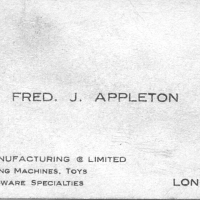 FRED. J. APPLETON
NUFACTURING @ LIMITED
NG MACHINES, TOYS
WARE SPECIALTIES
LON